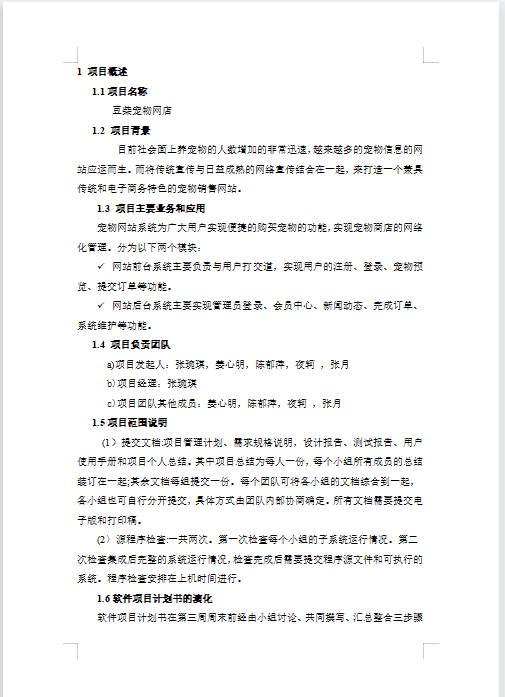 1 项目概述
1.1 项目名称
豆柴宠物网店
1.2 项目背景
目前社会面上养宠物的人数增加的非常迅速,越来越多的宠物信息的网
站应运而生。而将传统宣传与日益成熟的网络宣传结合在一起,来打造一个兼具
传统和电子商务特色的宠物销售网站。
1.3 项目主要业务和应用
宠物网站系统为广大用户实现便捷的购买宠物的功能,实现宠物商店的网络
化管理。分为以下两个模块:
✓ 网站前台系统主要负责与用户打交道,实现用户的注册、登录、宠物预
览、提交订单等功能。
✓ 网站后台系统主要实现管理员登录、会员中心、新闻动态、完成订单、
系统维护等功能。
1.4 项目负责团队
a)项目发起人:张琬琪,姜心明,陈郁萍,夜轲 ,张月
b)项目经理:张琬琪
c)项目团队其他成员:姜心明,陈郁萍,夜轲 ,张月
1.5 项目范围说明
(1)提交文档:项目管理计划、需求规格说明,设计报告、测试报告、用户
使用手册和项目个人总结。其中项目总结为每人一份,每个小组所有成员的总结
装订在一起;其余文档每组提交一份。每个团队可将各小组的文档综合到一起,
各小组也可自行分开提交,具体方式由团队内部协商确定。所有文档需要提交电
子版和打印稿。
(2)源程序检查:一共两次。第一次检查每个小组的子系统运行情况。第二
次检查集成后完整的系统运行情况,检查完成后需要提交程序源文件和可执行的
系统。程序检查安排在上机时间进行。
1.6 软件项目计划书的演化
软件项目计划书在第三周周末前经由小组讨论、共同撰写、汇总整合三步骤